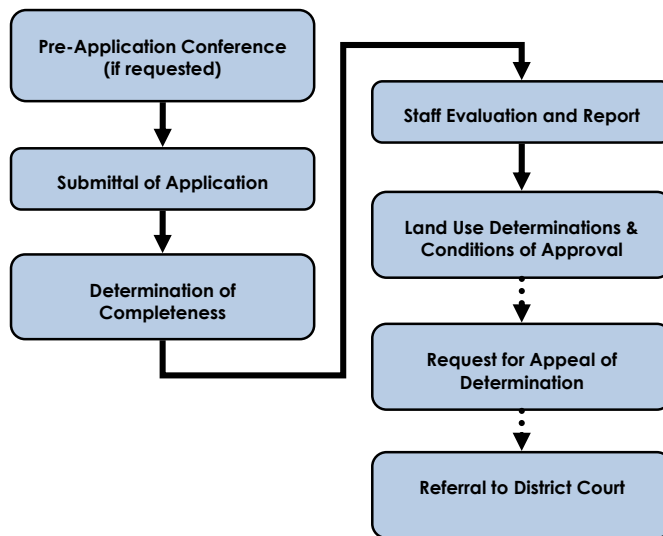 Pre-Application Conference
(if requested)
Submittal of Application
Determination of
Completeness
Staff Evaluation and Report
Land Use Determinations &
Conditions of Approval
Request for Appeal of
Determination
Referral to District Court